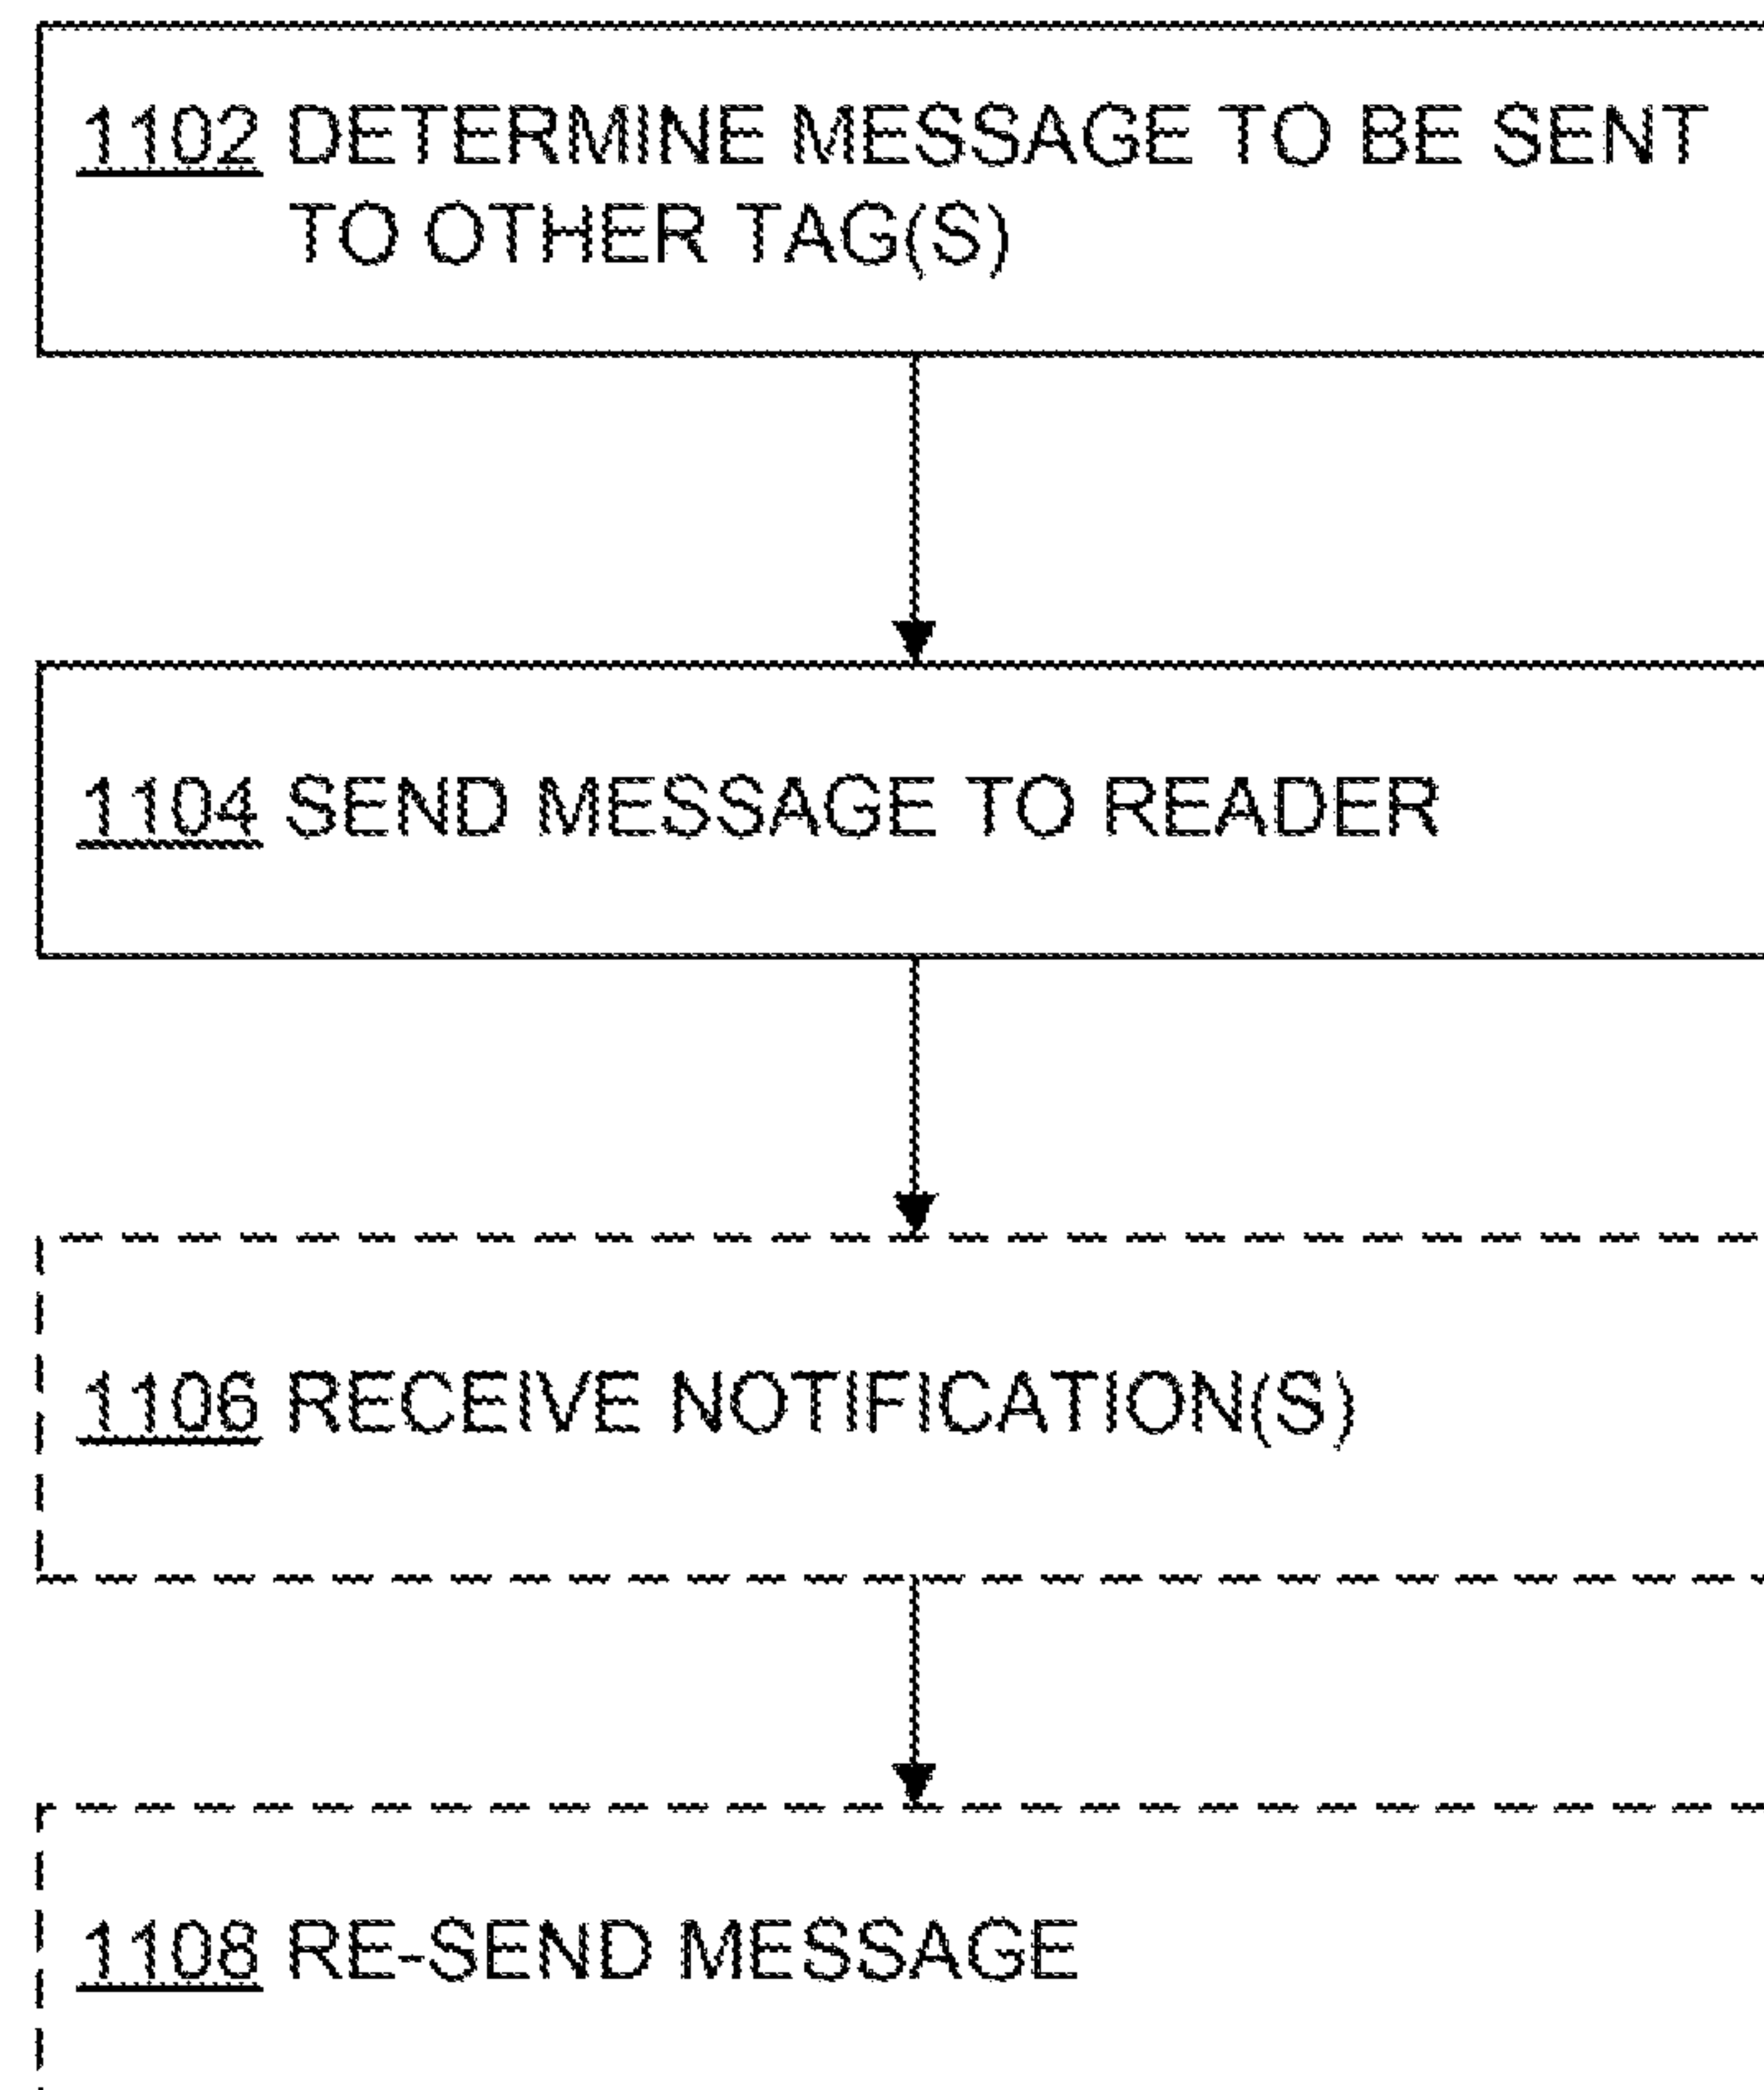 1102 DETERMINE MESSAGE TO BE SENT
TO OTHER TAG(S)
1104 SEND MESSAGE TO READER
1106 RECEIVE NOTIFICATION(S)
1108 RE-SEND MESSAGE